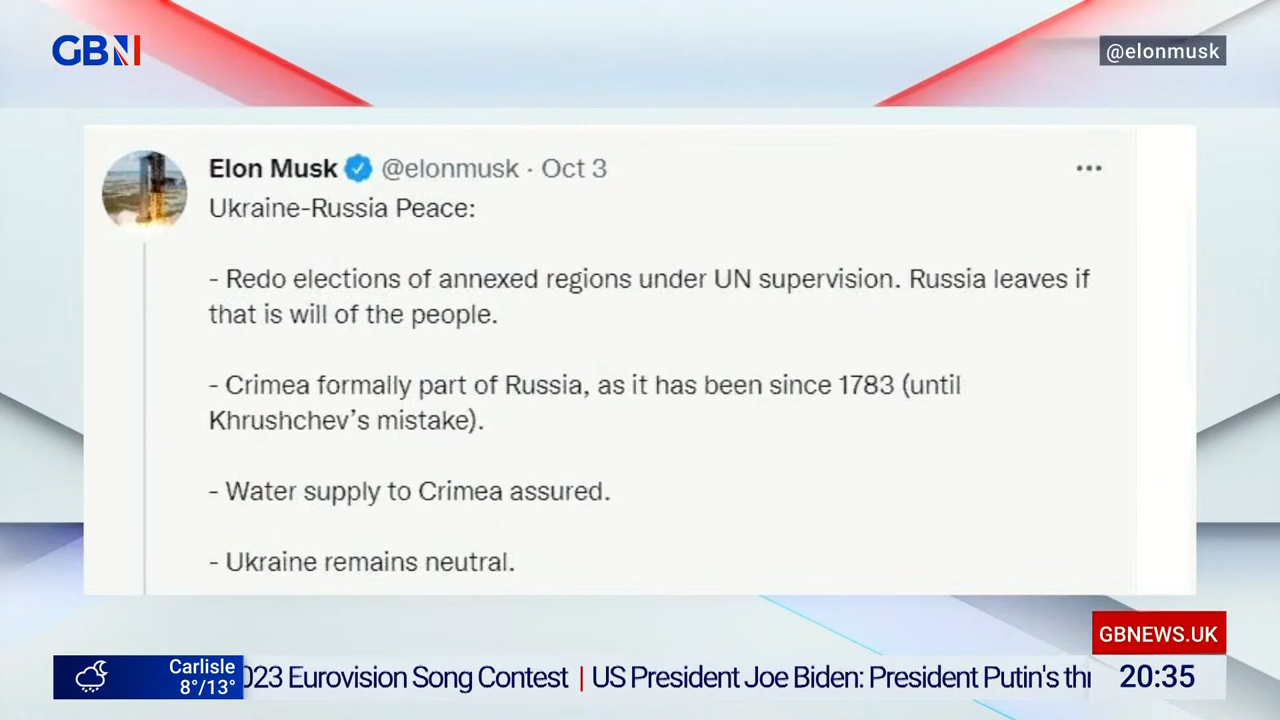 GBN
@elonmusk
Elon Musk @elonmusk · Oct 3
Ukraine-Russia Peace:
- Redo elections of annexed regions under UN supervision. Russia leaves if
that is will of the people.
- Crimea formally part of Russia, as it has been since 1783 (until
Khrushchev's mistake).
- Water supply to Crimea assured.
- Ukraine remains neutral.
GBNEWS.UK
Carlisle
8°/13°
023 Eurovision Song Contest | US President Joe Biden: President Putin's
20:35